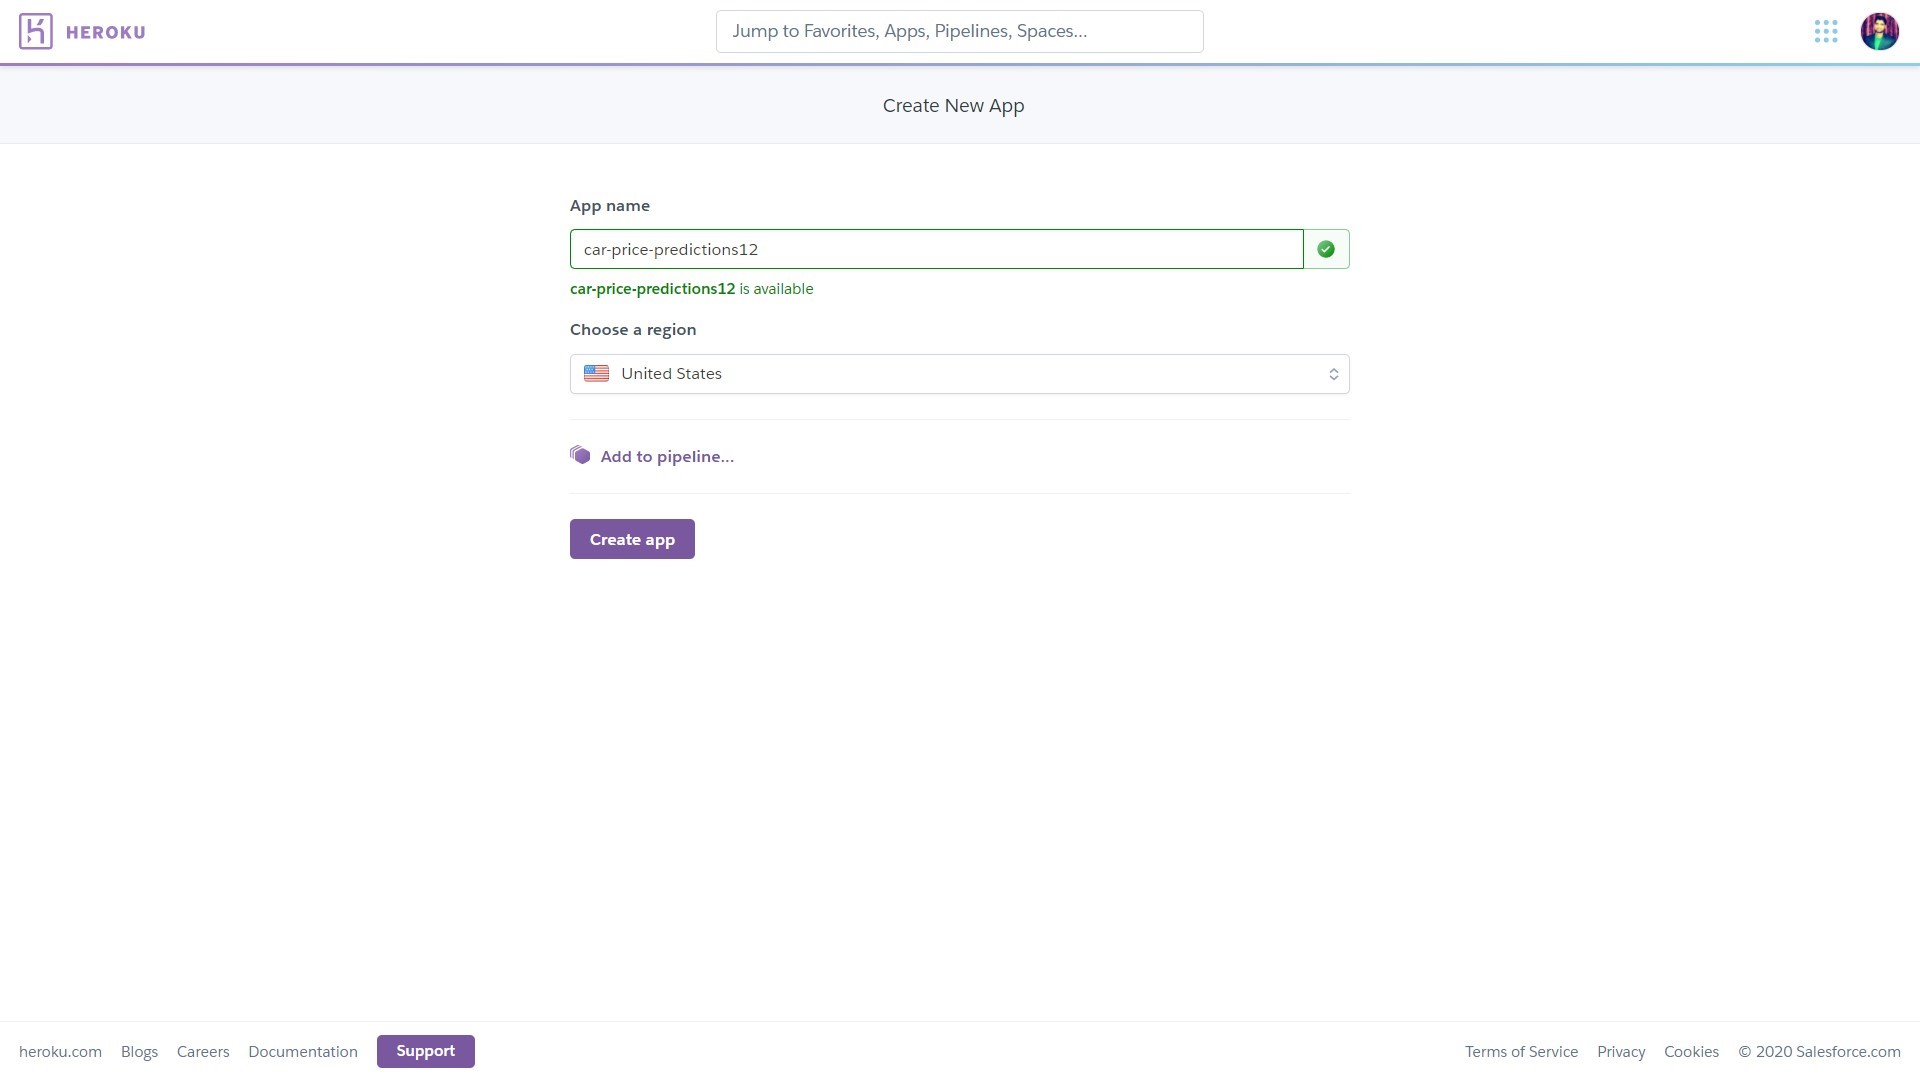 HEROKU
Jump to Favorites, Apps, Pipelines, Spaces...
Create New App
App name
car-price-predictions12
car-price-predictions12 is available
Choose a region
United States
Add to pipeline...
Create app
heroku.com Blogs Careers Documentation Support Terms of Service Privacy Cookies © 2020 Salesforce.com